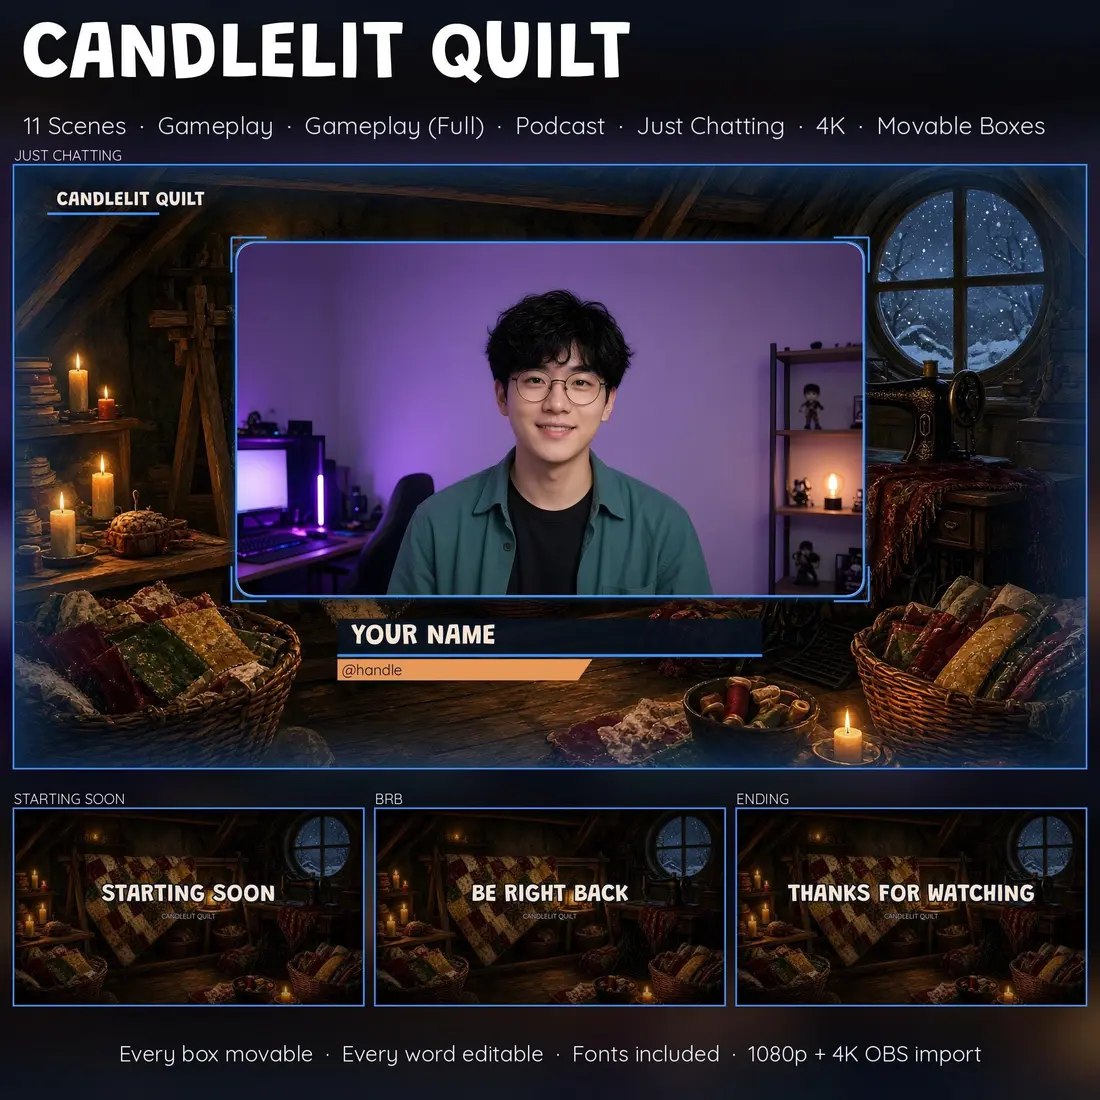 CANDLELIT QUILT
11 Scenes · Gameplay · Gameplay (Full) · Podcast · Just Chatting · 4K · Movable Boxes
JUST CHATTING
CANDLELIT QUILT
YOUR NAME
@handle
STARTING SOON
BRB
ENDING
STARTING SOON
CANDLELIT QUILT
BE RIGHT BACK
CANDLELIT QUILT
THANKS FOR WATCHING
CANDLELIT QUILT
Every box movable · Every word editable · Fonts included · 1080p + 4K OBS import